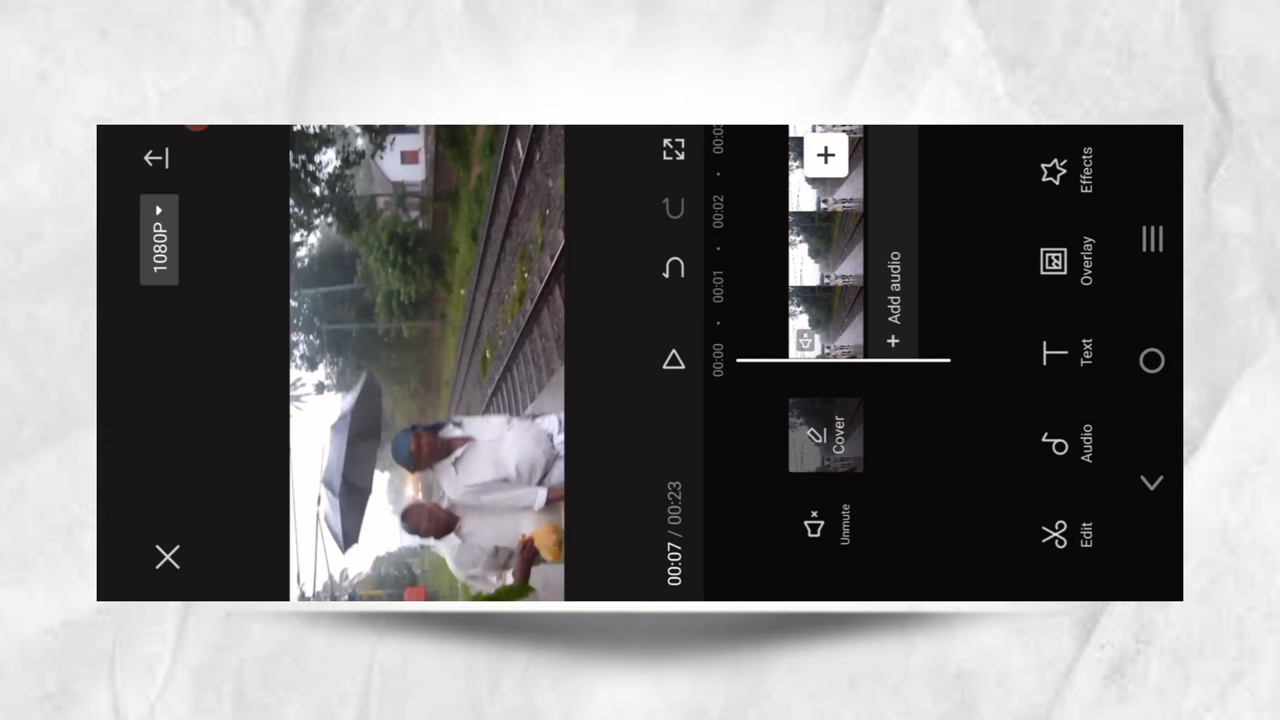 1080P
00:07 / 00:23
00:00
00:01
00:02
Cover
Unmute
+ Add audio
Edit
Audio
Text
Overlay
Effects